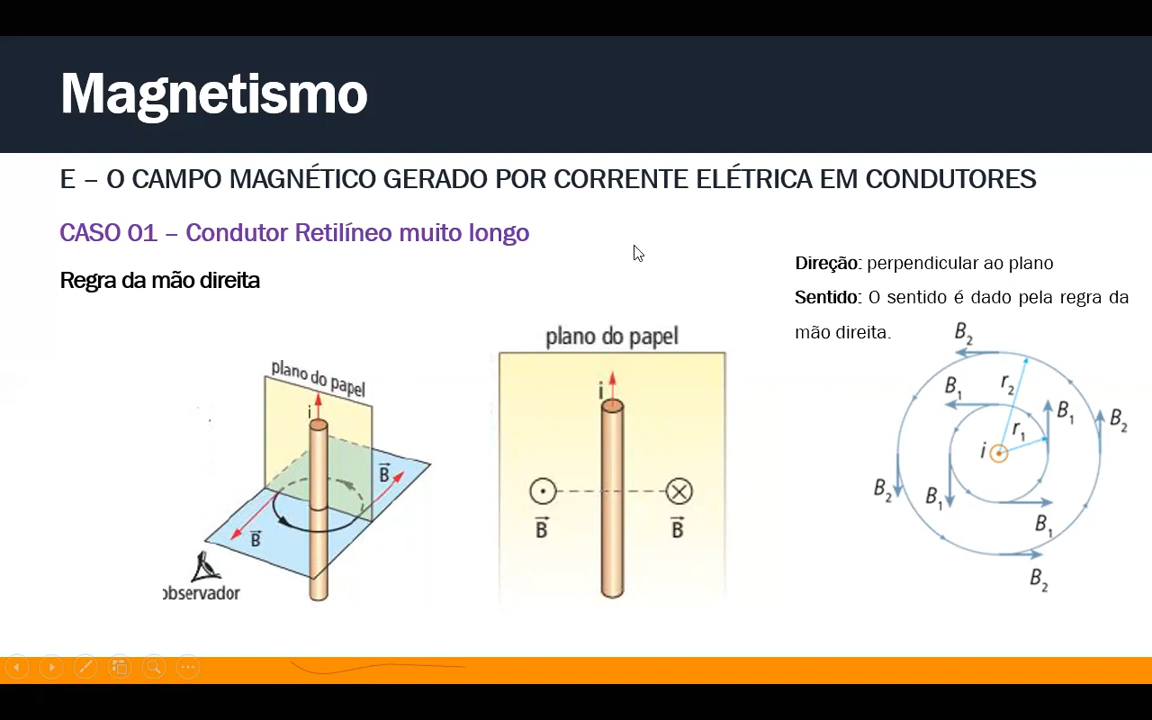 Magnetismo
E – O CAMPO MAGNÉTICO GERADO POR CORRENTE ELÉTRICA EM CONDUTORES
CASO 01 – Condutor Retilíneo muito longo
Regra da mão direita
Direção: perpendicular ao plano
Sentido: O sentido é dado pela regra da
mão direita.
plano do papel
i
B
B
observador
plano do papel
i
B
B
B2
B1
r2
B1
B2
r1
i
B2
B1
B1
B2